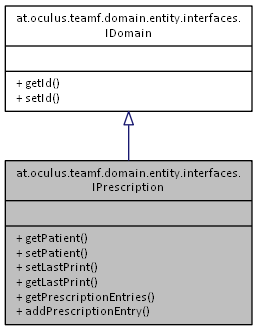 at.oculus.teamf.domain.entity.interfaces.
IDomain
+ getId()
+ setId()
at.oculus.teamf.domain.entity.interfaces.
IPrescription
+ getPatient()
+ setPatient()
+ setLastPrint()
+ getLastPrint()
+ getPrescriptionEntries()
+ addPrescriptionEntry()